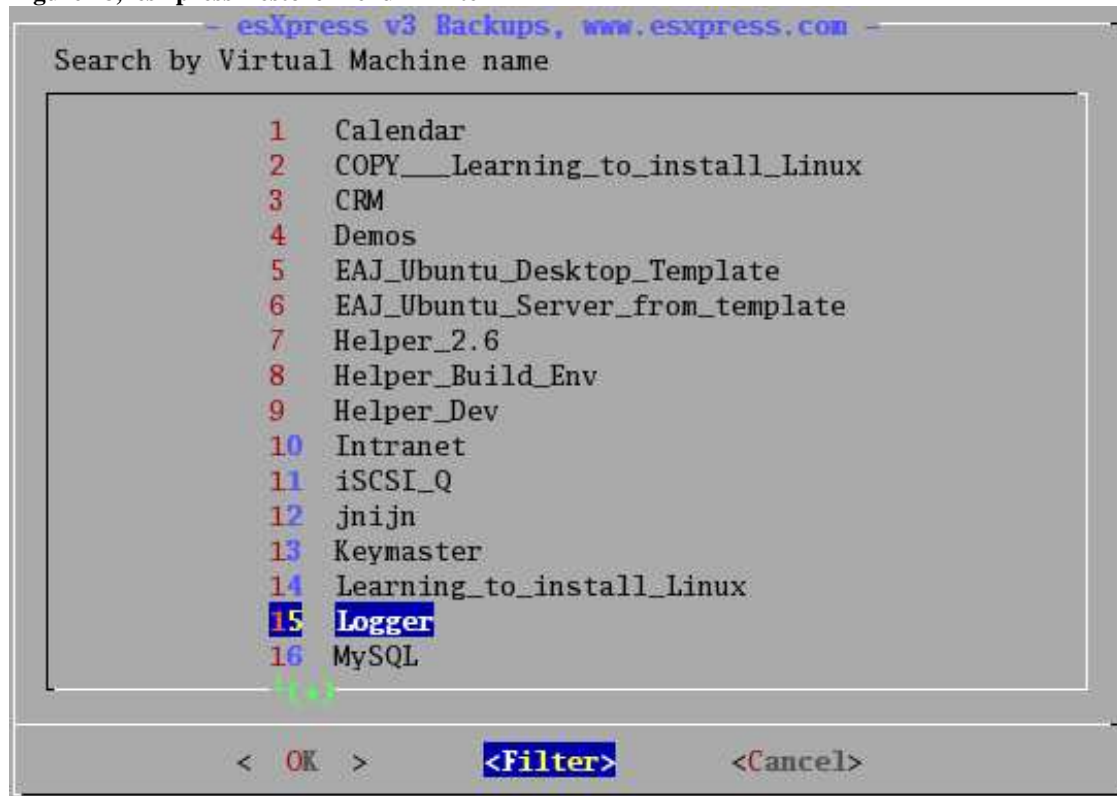 - esXpress v3 Backups, www.esxpress.com -
Search by Virtual Machine name
1 Calendar
2 COPY___Learning_to_install_Linux
3 CRM
4 Demos
5 EAJ_Ubuntu_Desktop_Template
6 EAJ_Ubuntu_Server_from_template
7 Helper_2.6
8 Helper_Build_Env
9 Helper_Dev
10 Intranet
11 iSCSI_Q
12 jnijn
13 Keymaster
14 Learning_to_install_Linux
15 Logger
16 MySQL
< OK > <Filter> <Cancel>